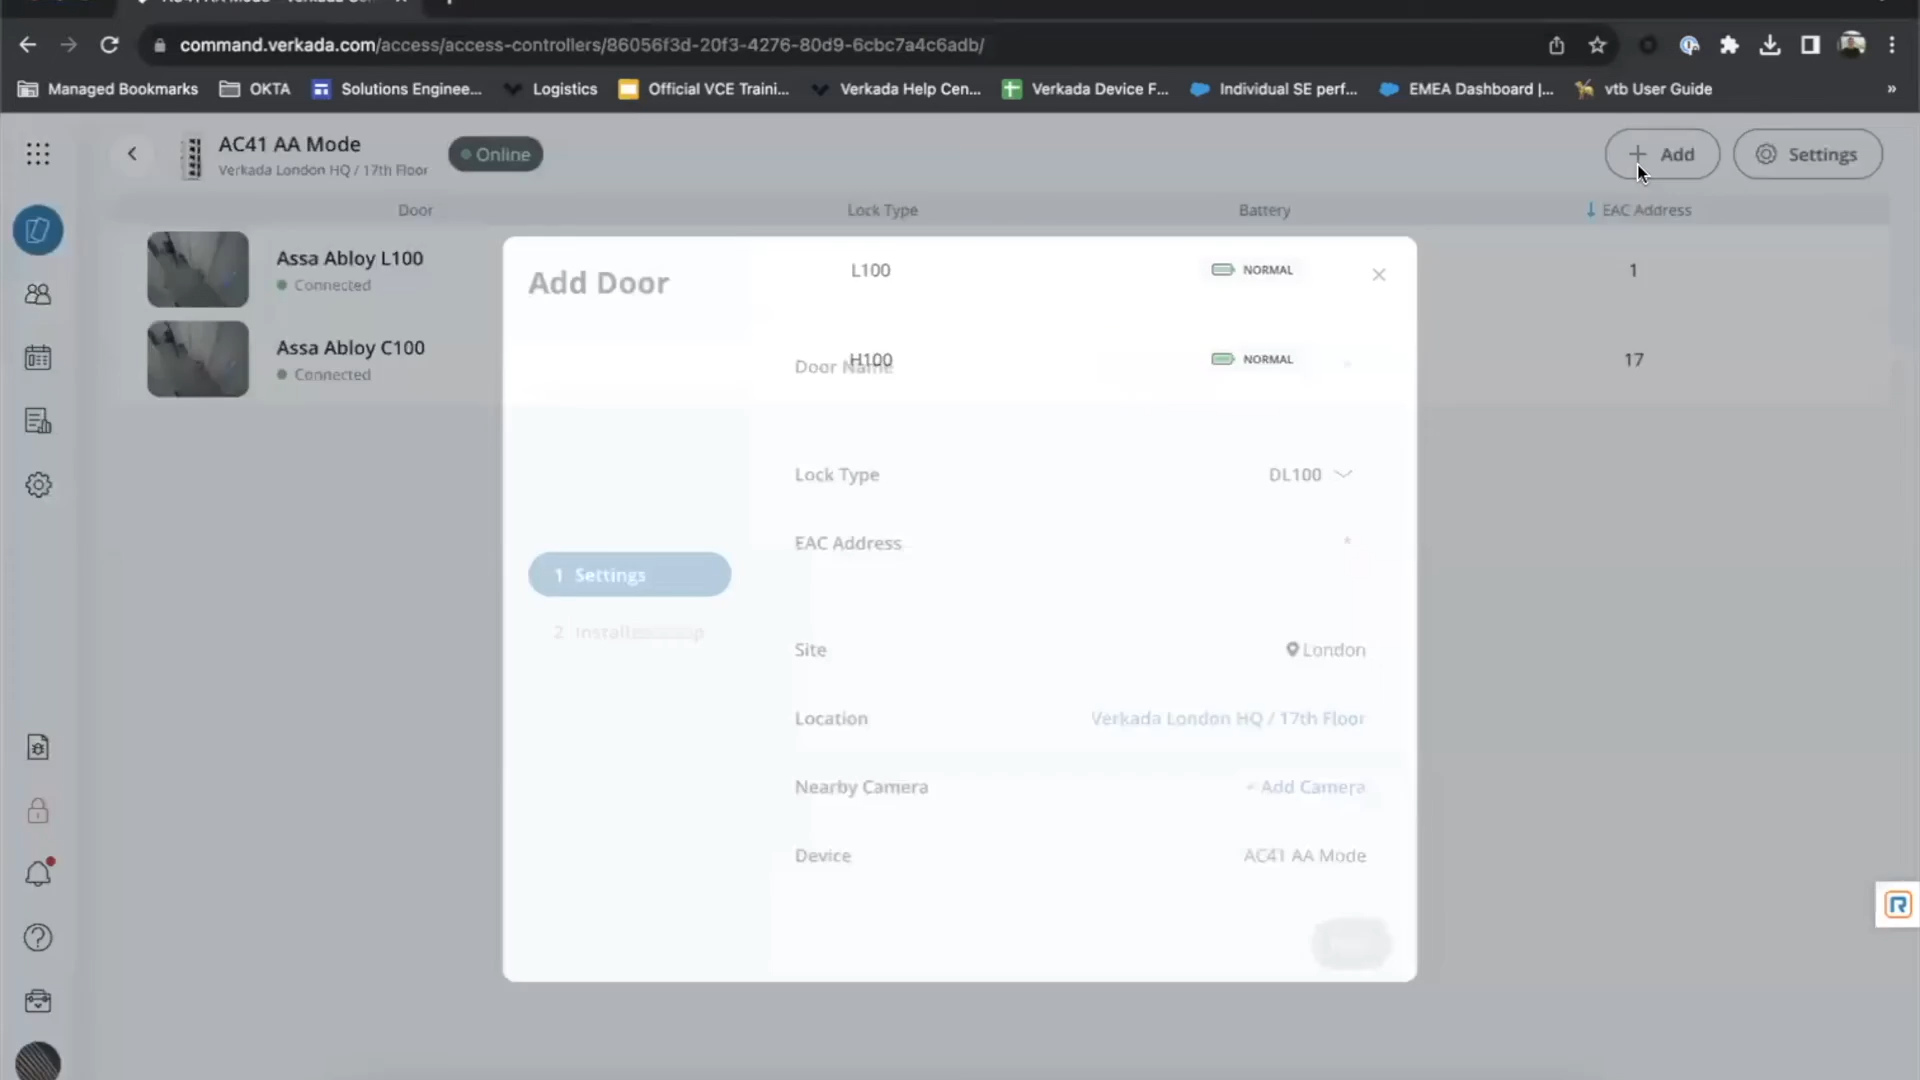 command.verkada.com/access/access-controllers/86056f3d-20f3-4276-80d9-6cbc7a4c6adb/
Managed Bookmarks OKTA Solutions Enginee... Logistics Official VCE Traini... Verkada Help Cen... Verkada Device F... Individual SE perf... EMEA Dashboard |... vtb User Guide »
AC41 AA Mode
Verkada London HQ / 17th Floor
Online
+ Add
Settings
Door Lock Type Battery ↓ EAC Address
Assa Abloy L100
Connected
L100 NORMAL 1
Assa Abloy C100
Connected
H100 NORMAL 17
Add Door
1 Settings
2
Door Name
Lock Type DL100
EAC Address *
Site London
Location Verkada London HQ / 17th Floor
Nearby Camera + Add Camera
Device AC41 AA Mode